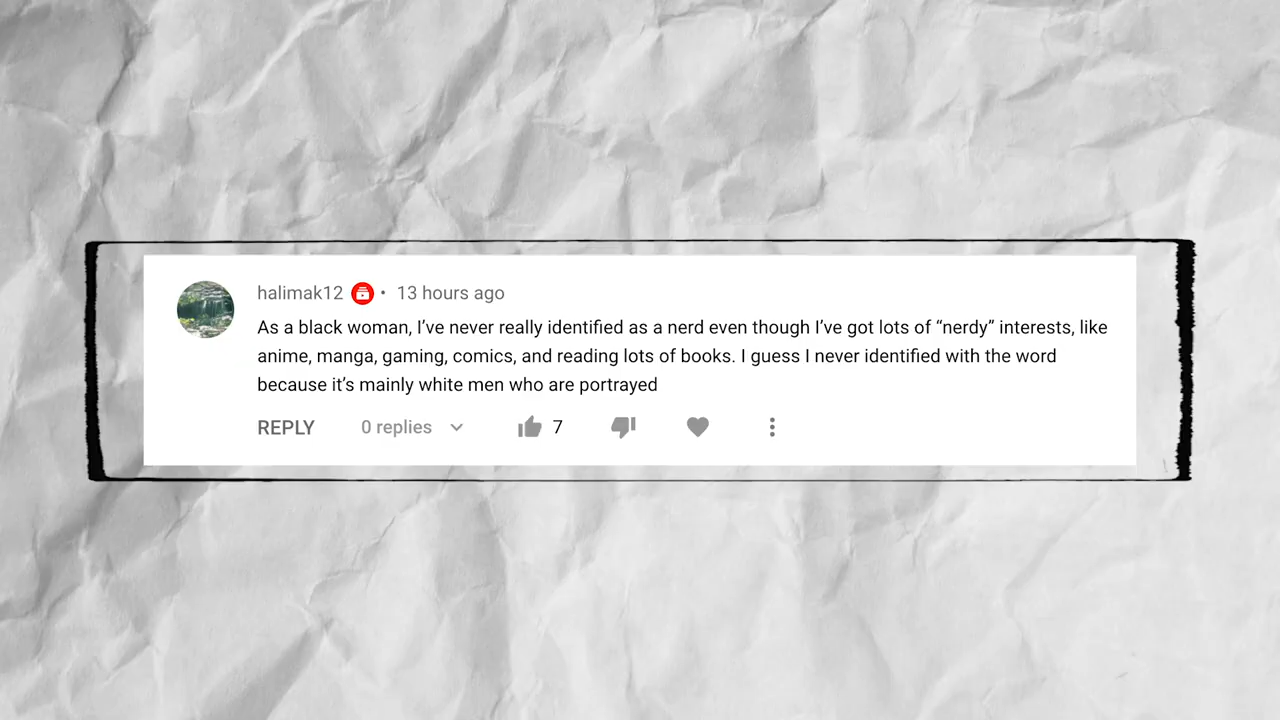 halimak12 • 13 hours ago
As a black woman, I’ve never really identified as a nerd even though I’ve got lots of “nerdy” interests, like
anime, manga, gaming, comics, and reading lots of books. I guess I never identified with the word
because it’s mainly white men who are portrayed
REPLY 0 replies 7